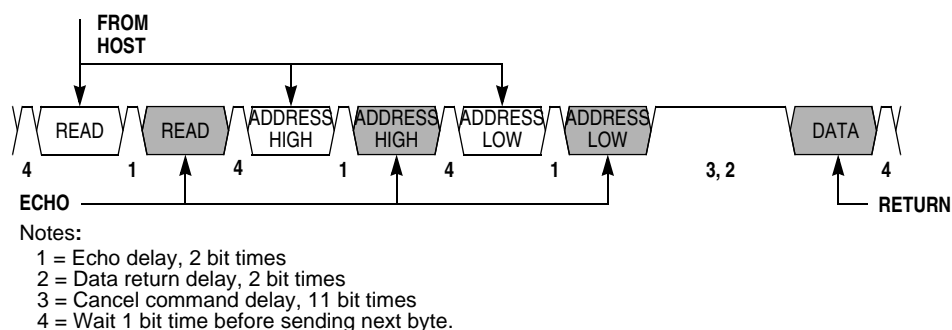 FROM
HOST
READ
READ
ADDRESS
HIGH
ADDRESS
HIGH
ADDRESS
LOW
ADDRESS
LOW
DATA
4
1
4
1
4
1
3, 2
4
ECHO
RETURN
Notes:
1 = Echo delay, 2 bit times
2 = Data return delay, 2 bit times
3 = Cancel command delay, 11 bit times
4 = Wait 1 bit time before sending next byte.